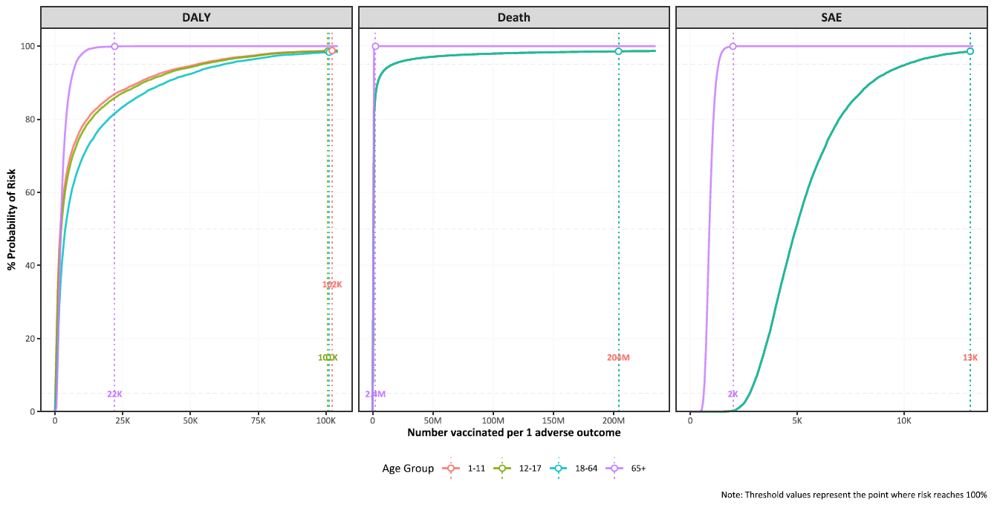 DALY
Death
SAE
% Probability of Risk
100
80
60
40
20
0
102K
101K
22K
204M
2.4M
13K
2K
0
25K
50K
75K
100K
0
50M
100M
150M
200M
0
5K
10K
Number vaccinated per 1 adverse outcome
Age Group
1-11
12-17
18-64
65+
Note: Threshold values represent the point where risk reaches 100%